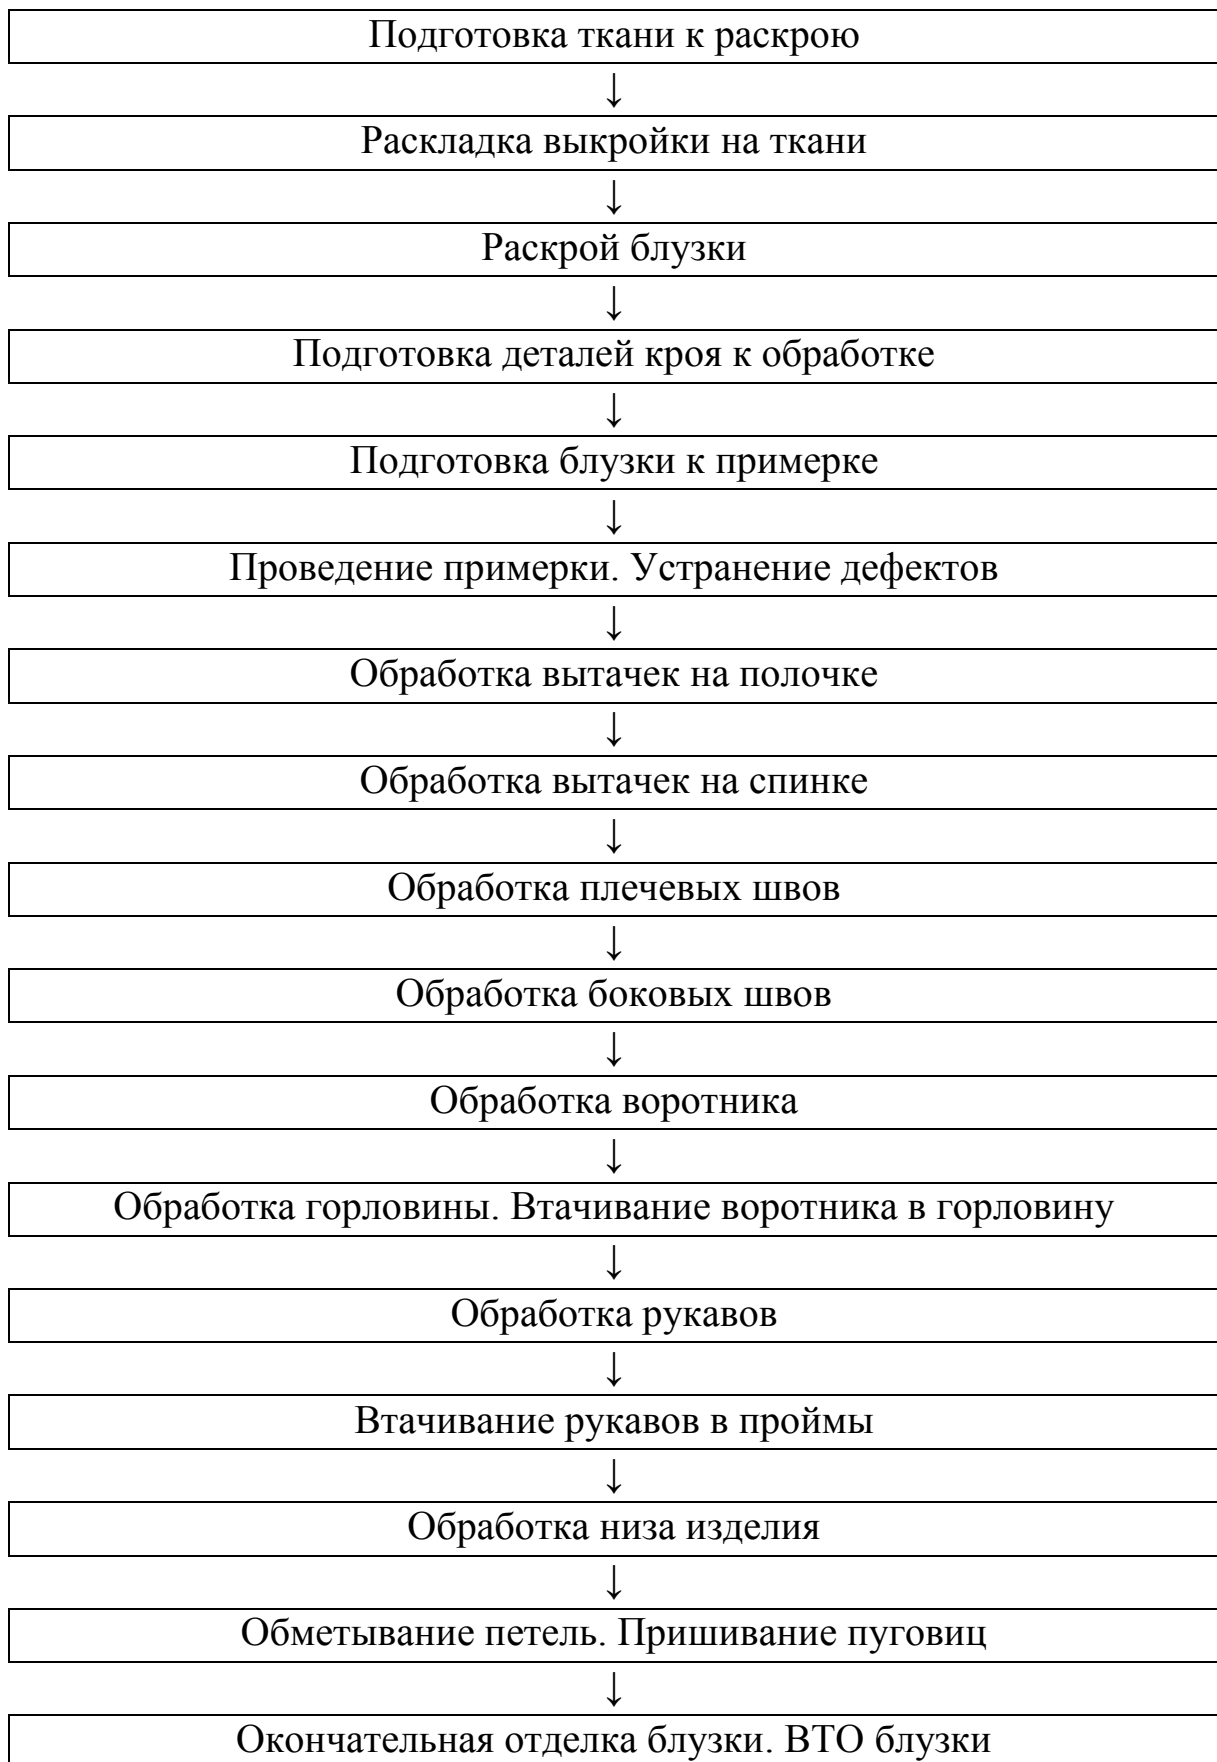 Подготовка ткани к раскрою
↓
Раскладка выкройки на ткани
↓
Раскрой блузки
↓
Подготовка деталей кроя к обработке
↓
Подготовка блузки к примерке
↓
Проведение примерки. Устранение дефектов
↓
Обработка вытачек на полочке
↓
Обработка вытачек на спинке
↓
Обработка плечевых швов
↓
Обработка боковых швов
↓
Обработка воротника
↓
Обработка горловины. Втачивание воротника в горловину
↓
Обработка рукавов
↓
Втачивание рукавов в проймы
↓
Обработка низа изделия
↓
Обметывание петель. Пришивание пуговиц
↓
Окончательная отделка блузки. ВТО блузки